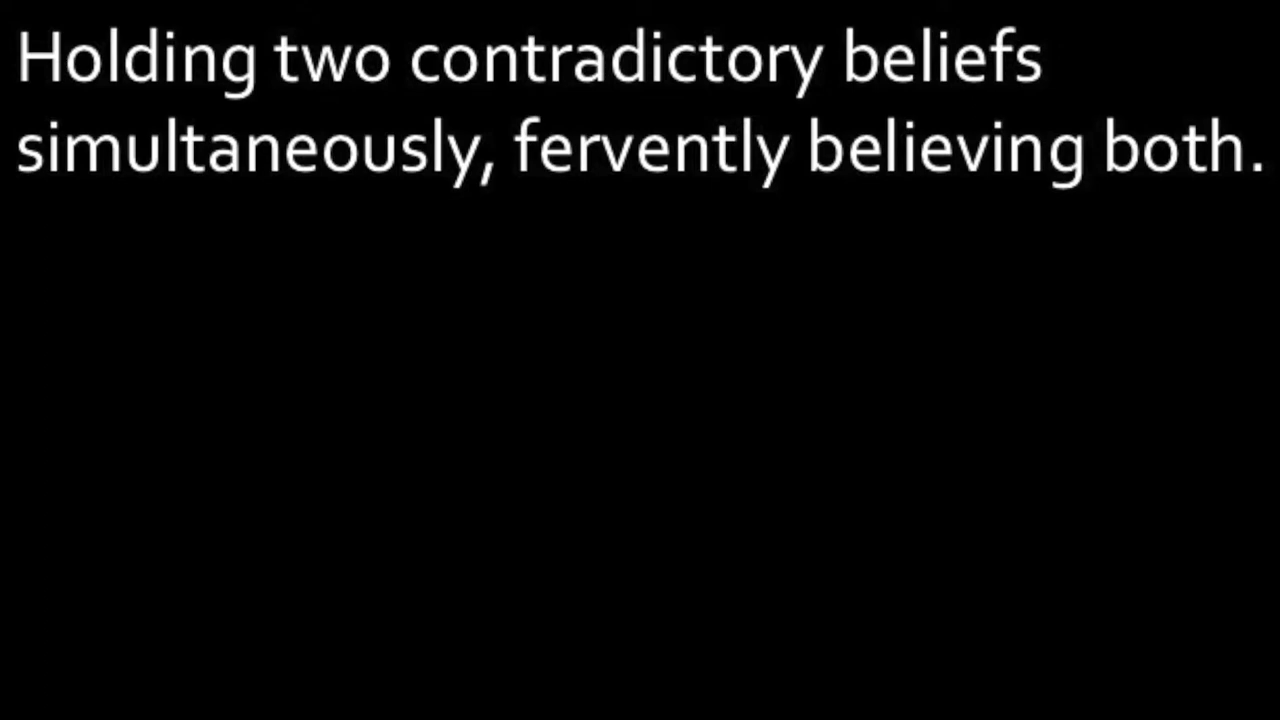 Holding two contradictory beliefs
simultaneously, fervently believing both.